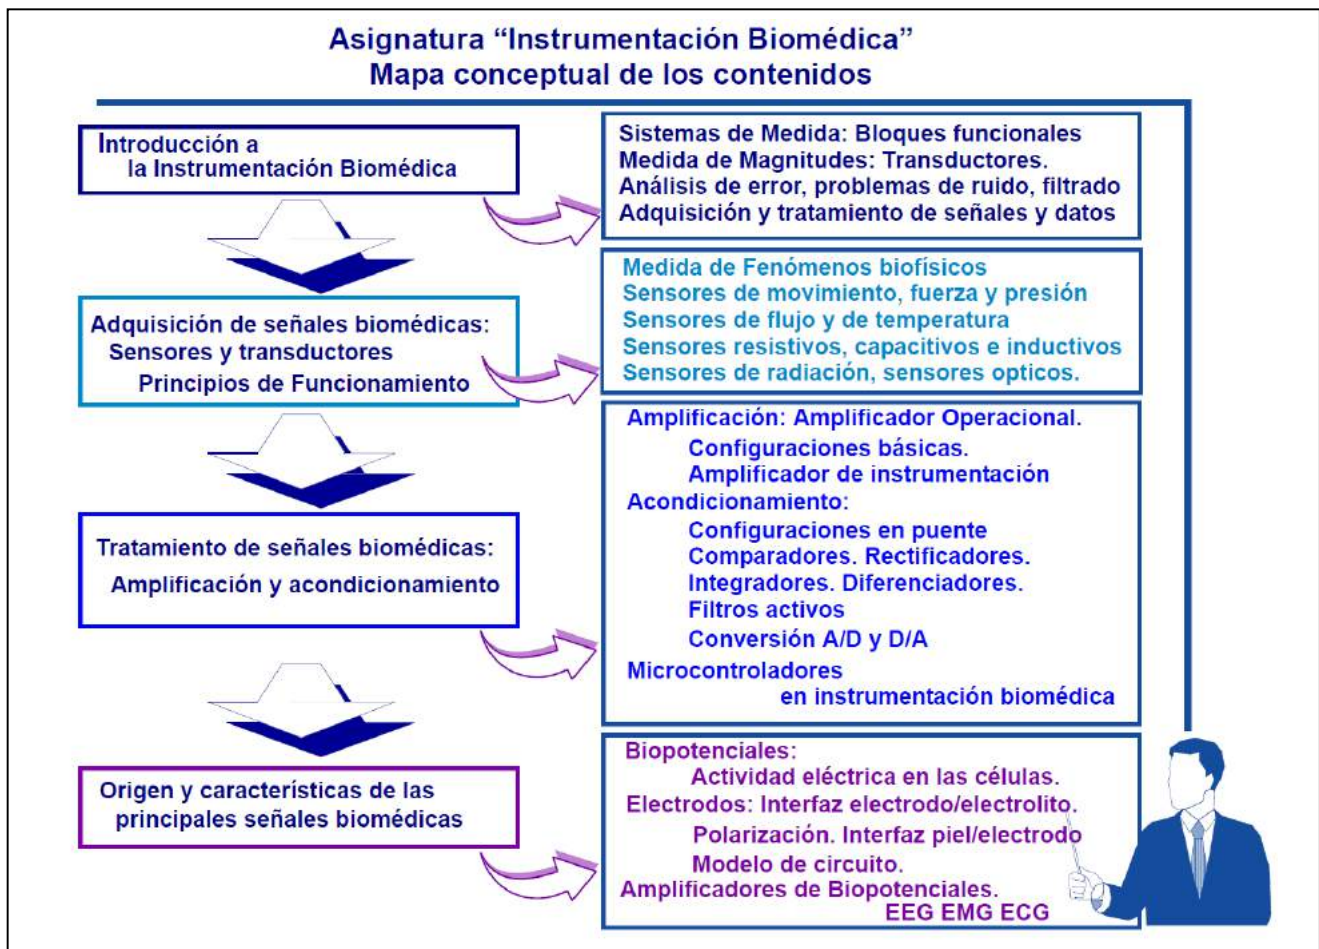 Asignatura “Instrumentación Biomédica”
Mapa conceptual de los contenidos
Introducción a
la Instrumentación Biomédica
Sistemas de Medida: Bloques funcionales
Medida de Magnitudes: Transductores.
Análisis de error, problemas de ruido, filtrado
Adquisición y tratamiento de señales y datos
Adquisición de señales biomédicas:
Sensores y transductores
Principios de Funcionamiento
Medida de Fenómenos biofísicos
Sensores de movimiento, fuerza y presión
Sensores de flujo y de temperatura
Sensores resistivos, capacitivos e inductivos
Sensores de radiación, sensores opticos.
Tratamiento de señales biomédicas:
Amplificación y acondicionamiento
Amplificación: Amplificador Operacional.
Configuraciones básicas.
Amplificador de instrumentación
Acondicionamiento:
Configuraciones en puente
Comparadores. Rectificadores.
Integradores. Diferenciadores.
Filtros activos
Conversión A/D y D/A
Microcontroladores
en instrumentación biomédica
Origen y características de las
principales señales biomédicas
Biopotenciales:
Actividad eléctrica en las células.
Electrodos: Interfaz electrodo/electrolito.
Polarización. Interfaz piel/electrodo
Modelo de circuito.
Amplificadores de Biopotenciales.
EEG EMG ECG